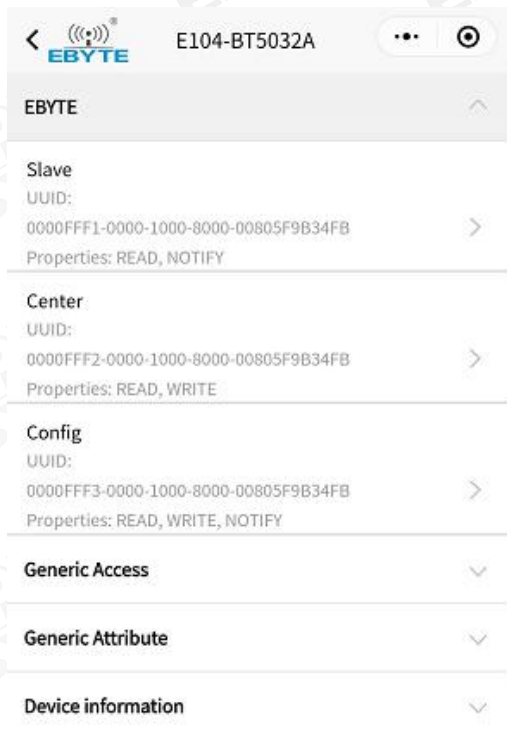 EBYTE
®
E104-BT5032A
EBYTE
Slave
UUID:
0000FFF1-0000-1000-8000-00805F9B34FB
Properties: READ, NOTIFY
Center
UUID:
0000FFF2-0000-1000-8000-00805F9B34FB
Properties: READ, WRITE
Config
UUID:
0000FFF3-0000-1000-8000-00805F9B34FB
Properties: READ, WRITE, NOTIFY
Generic Access
Generic Attribute
Device information